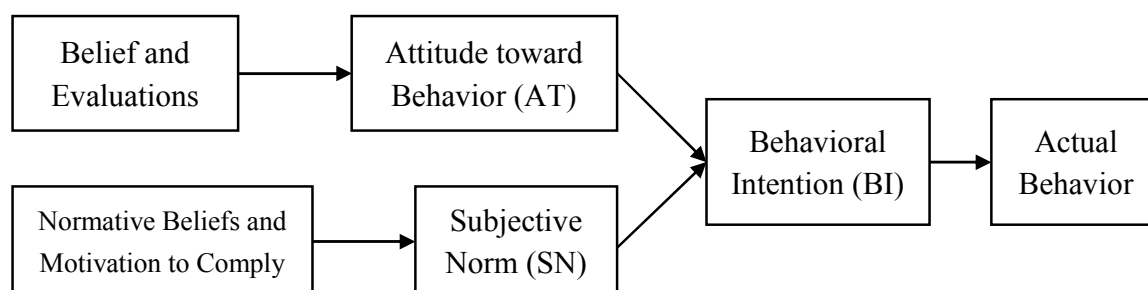 Belief and
Evaluations
Attitude toward
Behavior (AT)
Normative Beliefs and
Motivation to Comply
Subjective
Norm (SN)
Behavioral
Intention (BI)
Actual
Behavior